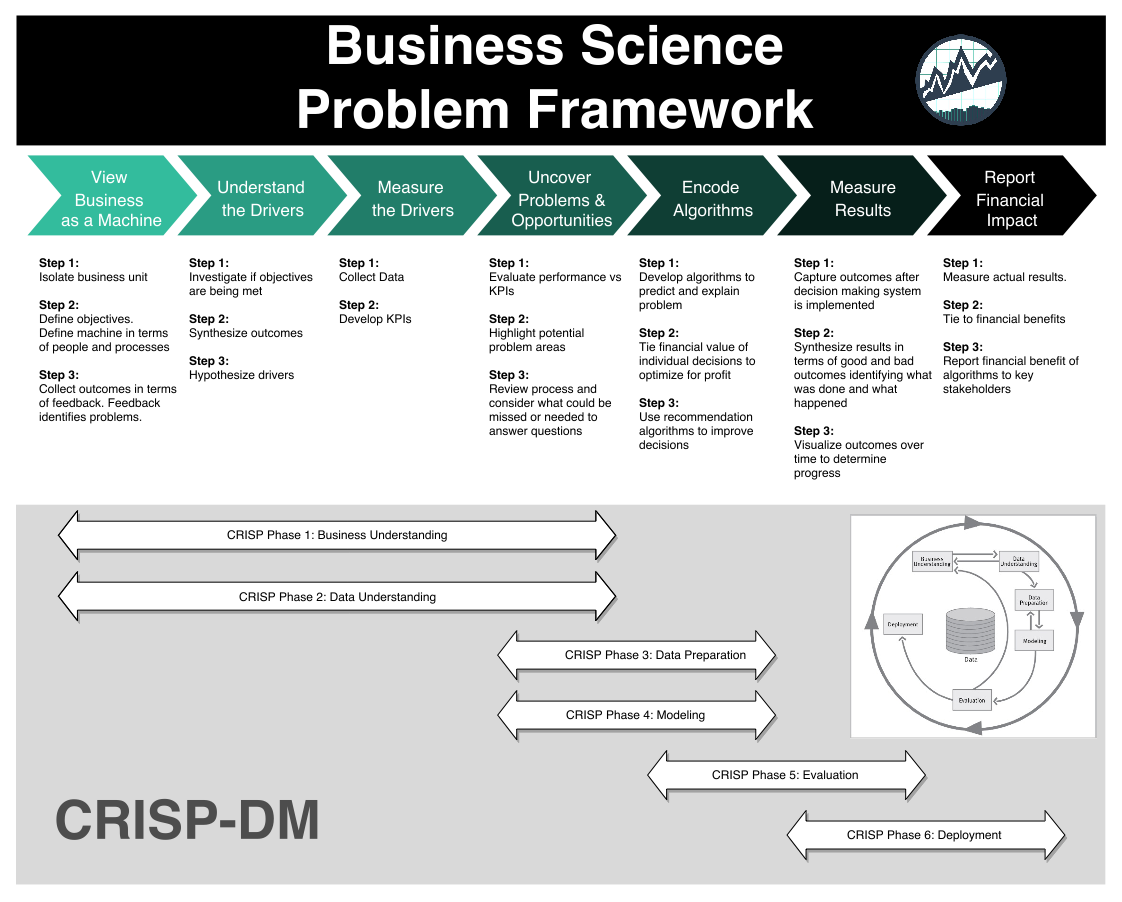 Business Science
Problem Framework
View
Business
as a Machine
Understand
the Drivers
Measure
the Drivers
Uncover
Problems &
Opportunities
Encode
Algorithms
Measure
Results
Report
Financial
Impact
Step 1:
Isolate business unit
Step 2:
Define objectives.
Define machine in terms
of people and processes
Step 3:
Collect outcomes in terms
of feedback. Feedback
identifies problems.
Step 1:
Investigate if objectives
are being met
Step 2:
Synthesize outcomes
Step 3:
Hypothesize drivers
Step 1:
Collect Data
Step 2:
Develop KPIs
Step 1:
Evaluate performance vs
KPIs
Step 2:
Highlight potential
problem areas
Step 3:
Review process and
consider what could be
missed or needed to
answer questions
Step 1:
Develop algorithms to
predict and explain
problem
Step 2:
Tie financial value of
individual decisions to
optimize for profit
Step 3:
Use recommendation
algorithms to improve
decisions
Step 1:
Capture outcomes after
decision making system
is implemented
Step 2:
Synthesize results in
terms of good and bad
outcomes identifying what
was done and what
happened
Step 3:
Visualize outcomes over
time to determine
progress
Step 1:
Measure actual results.
Step 2:
Tie to financial benefits
Step 3:
Report financial benefit of
algorithms to key
stakeholders
CRISP Phase 1: Business Understanding
CRISP Phase 2: Data Understanding
CRISP Phase 3: Data Preparation
CRISP Phase 4: Modeling
CRISP Phase 5: Evaluation
CRISP Phase 6: Deployment
CRISP-DM
Business
Understanding
Data
Understanding
Data
Preparation
Modeling
Deployment
Data
Evaluation